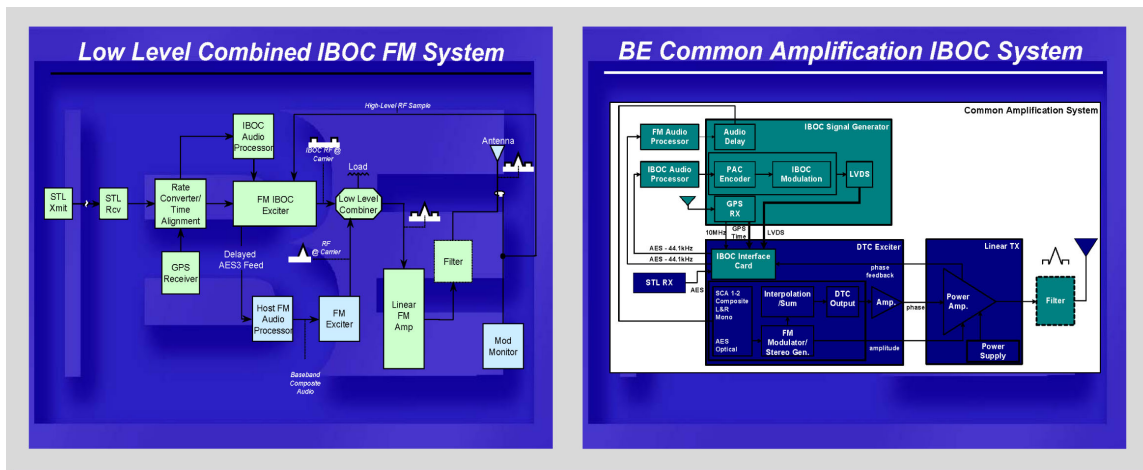 Low Level Combined IBOC FM System
High-Level RF Sample
IBOC
Audio
Processor
IBOC RF @
Carrier
Antenna
Load
STL
Xmit
STL
Rcv
Rate
Converter/
Time
Alignment
FM IBOC
Exciter
Low Level
Combiner
GPS
Receiver
Delayed
AES3 Feed
RF
@ Carrier
Filter
Host FM
Audio
Processor
FM
Exciter
Linear
FM
Amp
Mod
Monitor
Baseband
Composite
Audio
BE Common Amplification IBOC System
Common Amplification System
IBOC Signal Generator
FM Audio
Processor
Audio
Delay
IBOC Audio
Processor
PAC
Encoder
IBOC
Modulation
LVDS
GPS
RX
10MHz
GPS
Time
LVDS
AES - 44.1kHz
AES - 44.1kHz
DTC Exciter
Linear TX
IBOC Interface
Card
STL RX
AES
phase
feedback
SCA 1-2
Composite
L&R
Mono
AES
Optical
Interpolation
/Sum
DTC
Output
Amp.
phase
Power
Amp.
Filter
FM
Modulator/
Stereo Gen.
amplitude
Power
Supply